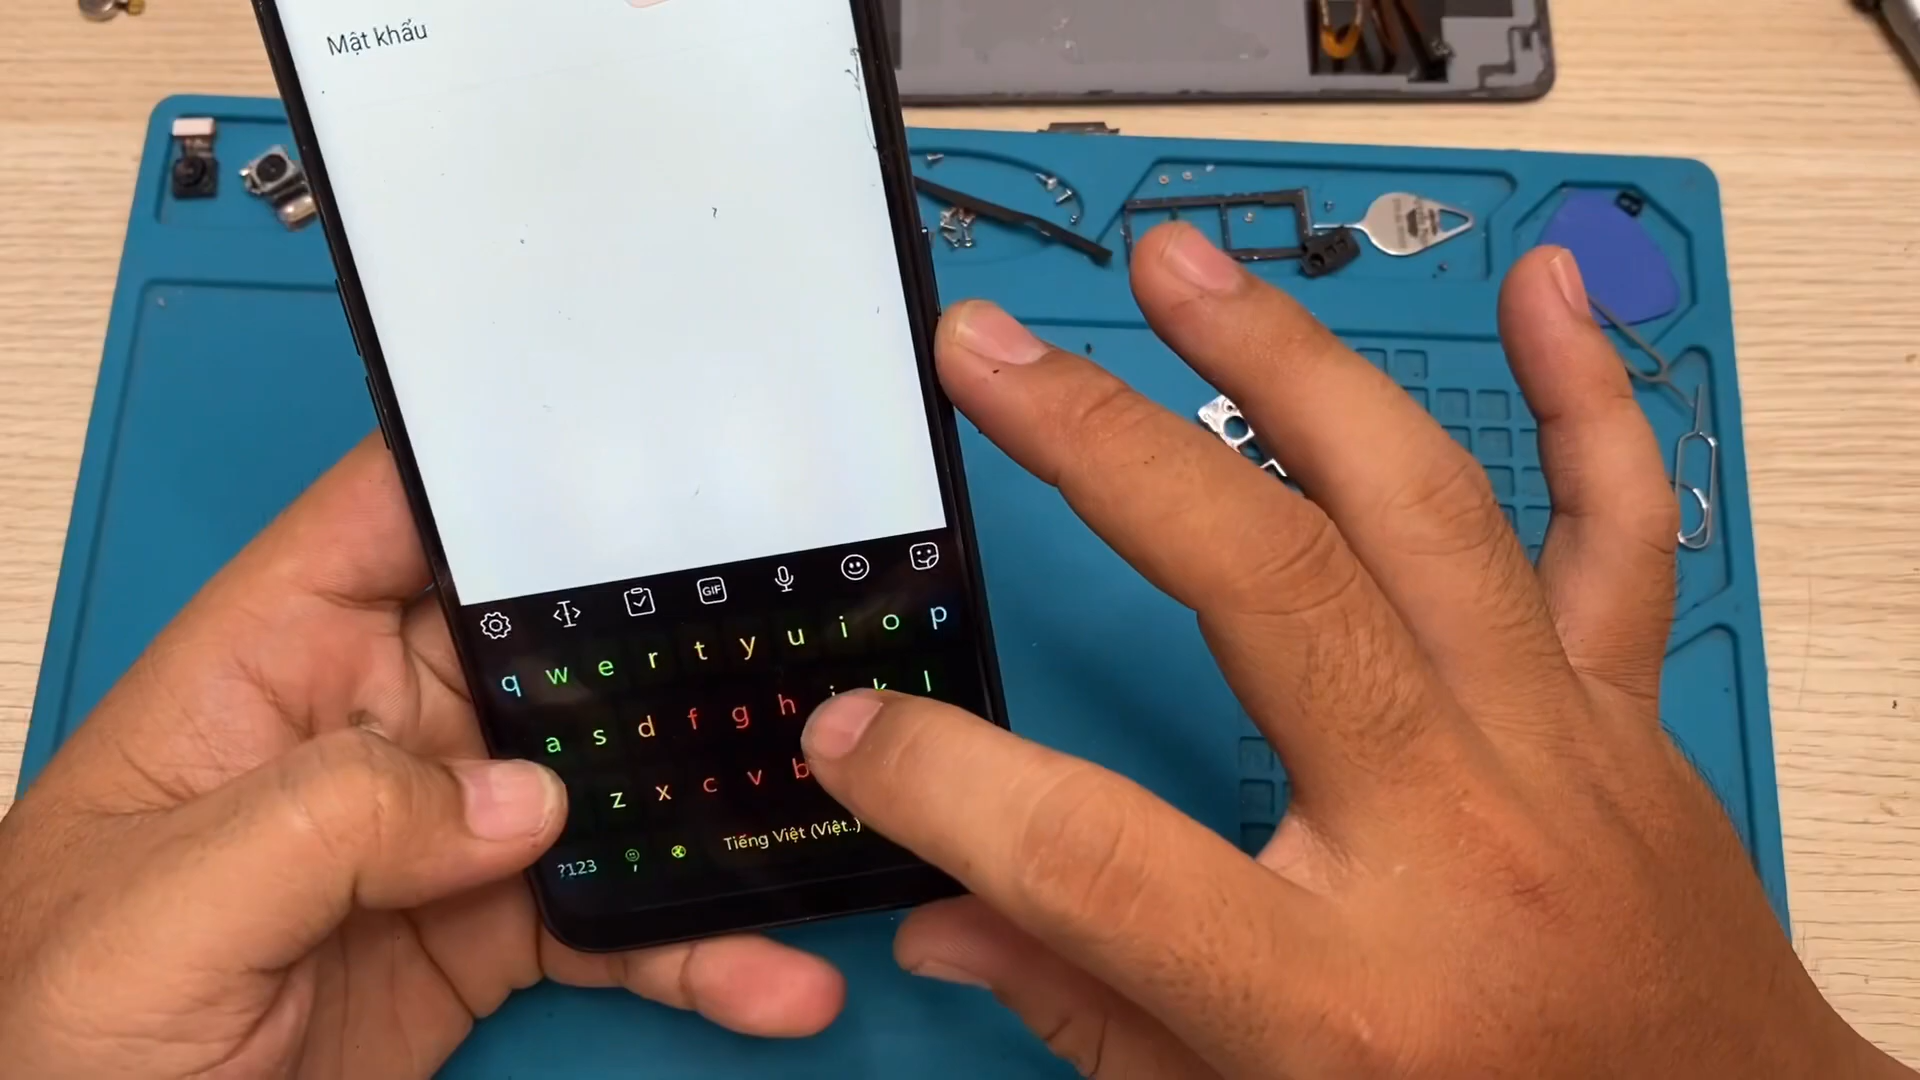 Mật khẩu
GIF
q w e r t y u i o p
a s d f g h j k l
z x c v b
?123 , Tiếng Việt (Việt..)